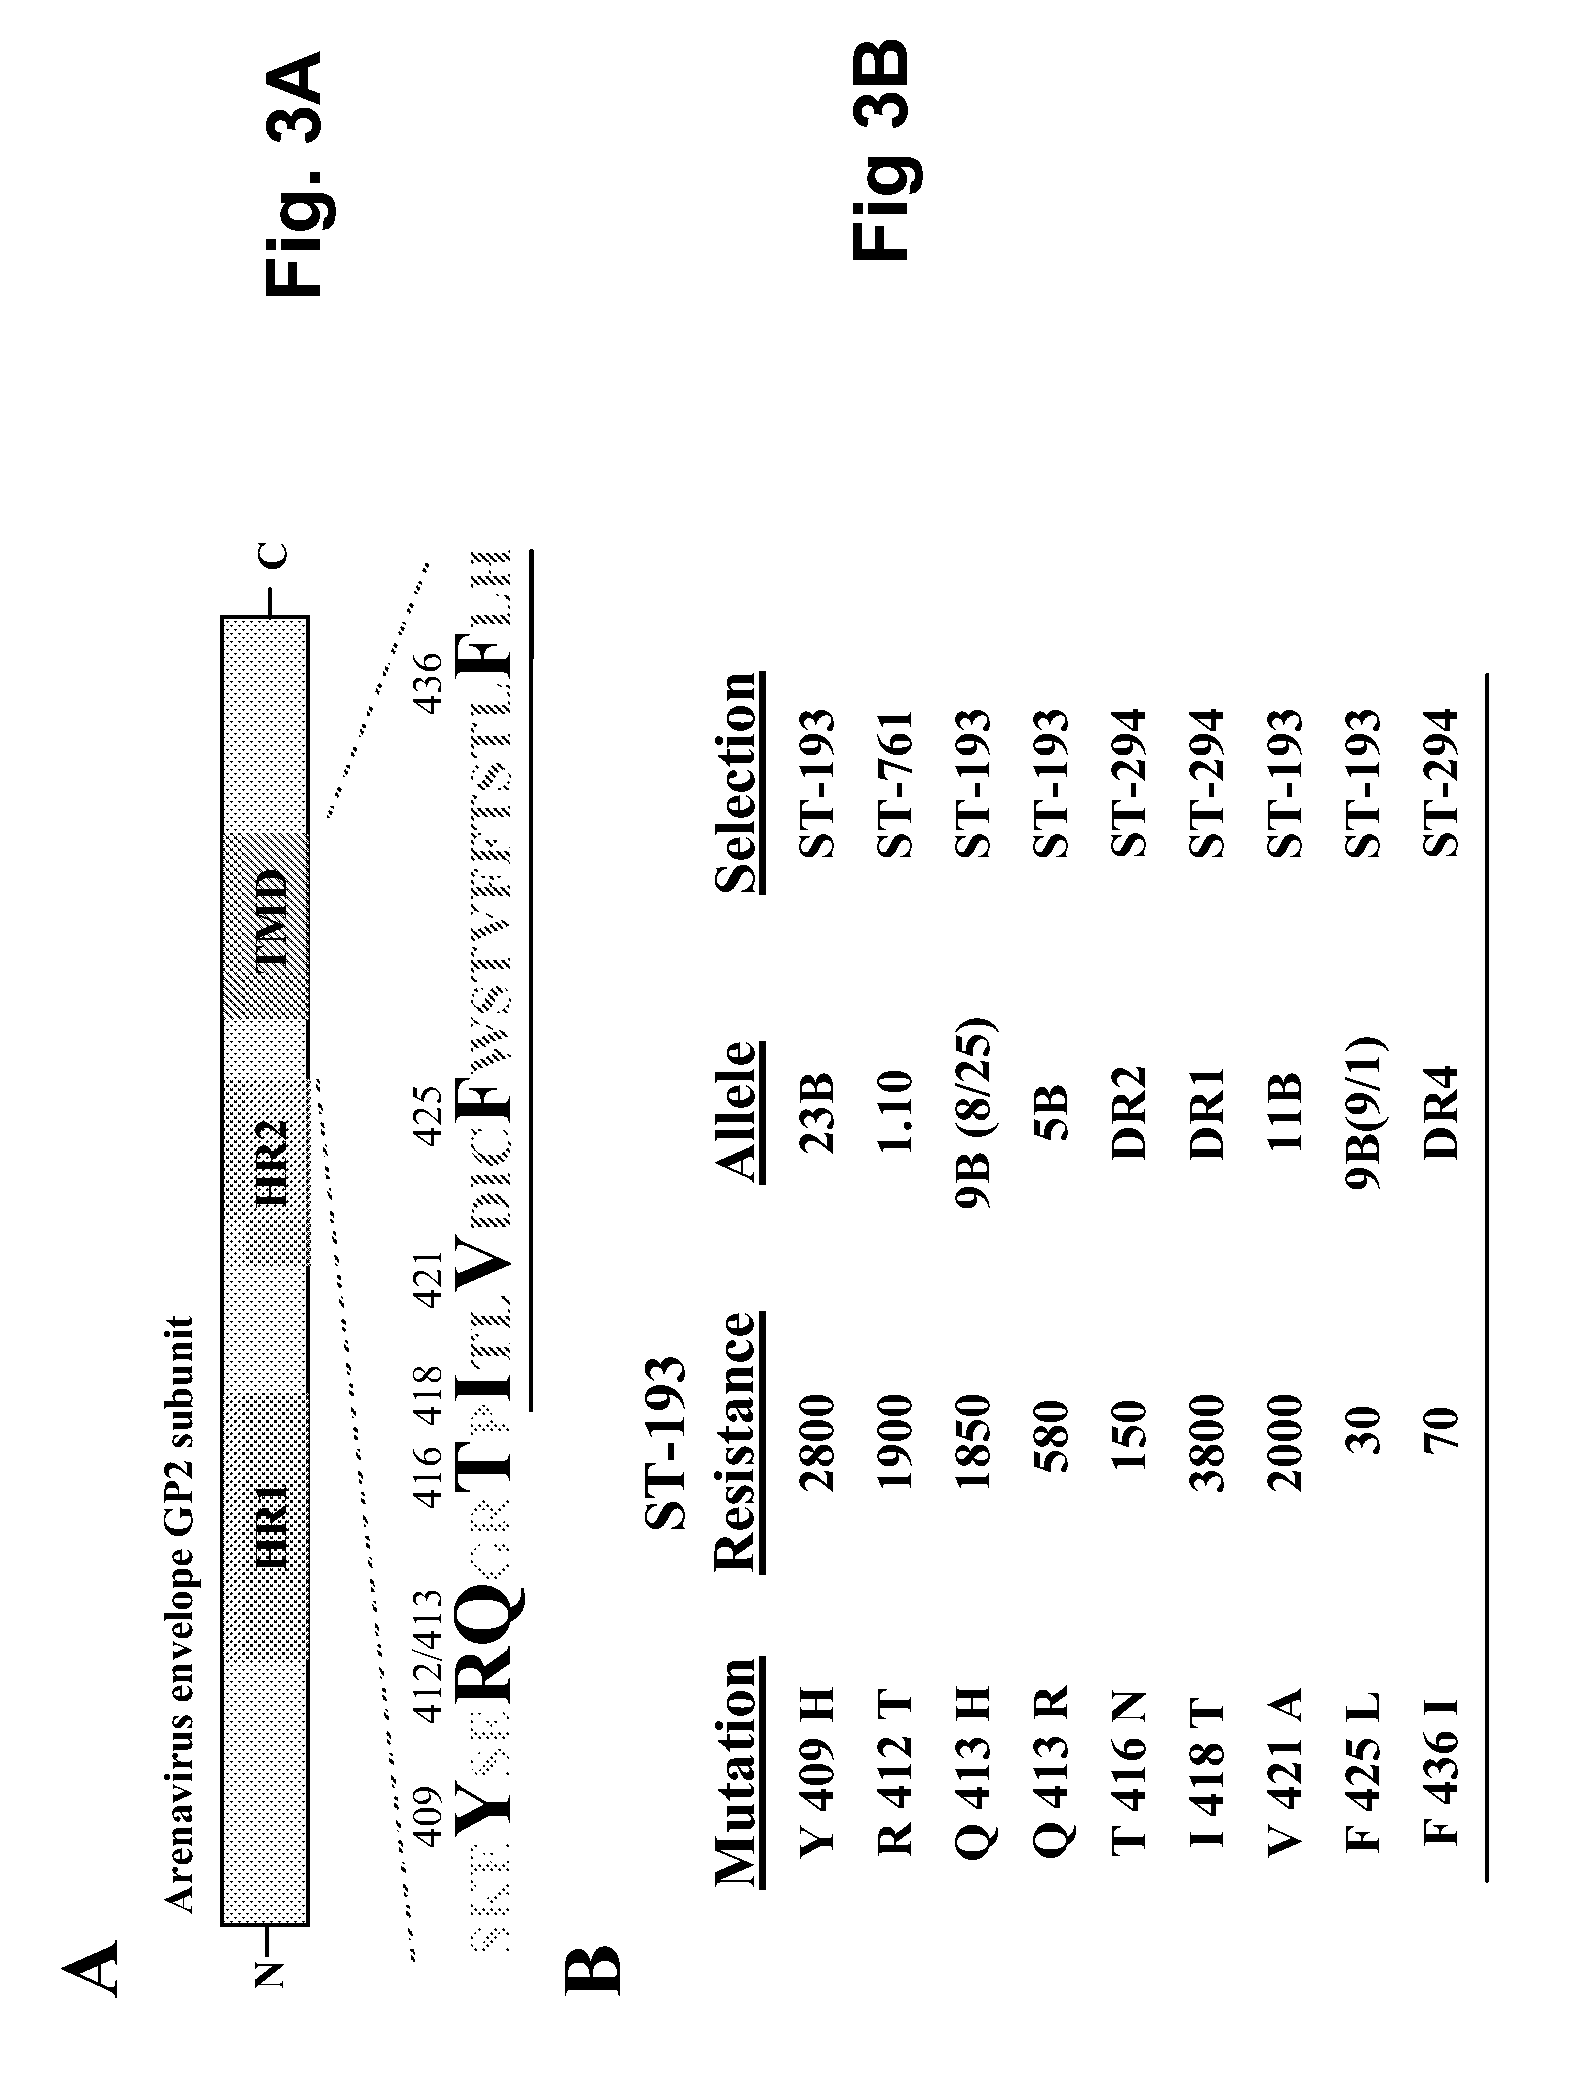 A
Fig. 3A
Arenavirus envelope GP2 subunit
N HR1 HR2 TMD C
409 412/413 416 418 421 425 436
SKFYSERQGRTPITLVDICFWSTVFFTSTLFLH
B
Fig 3B
ST-193
Mutation Resistance Allele Selection
Y 409 H 2800 23B ST-193
R 412 T 1900 1.10 ST-761
Q 413 H 1850 9B (8/25) ST-193
Q 413 R 580 5B ST-193
T 416 N 150 DR2 ST-294
I 418 T 3800 DR1 ST-294
V 421 A 2000 11B ST-193
F 425 L 30 9B(9/1) ST-193
F 436 I 70 DR4 ST-294